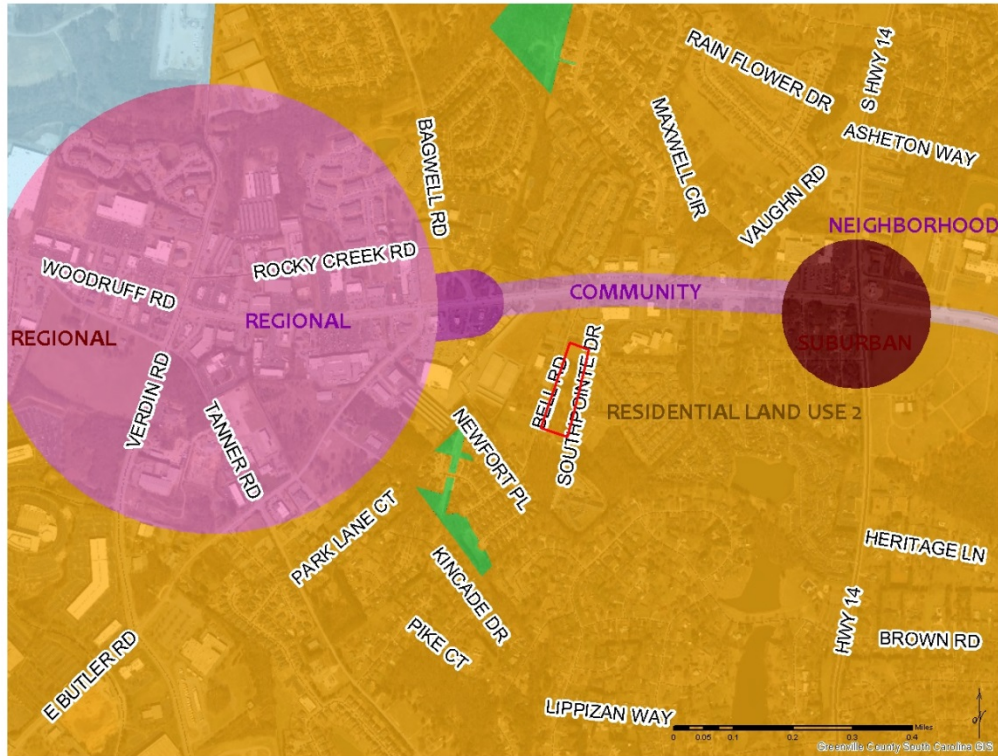 RAIN FLOWER DR
S HWY 14
ASHETON WAY
MAXWELL CIR
BAGWELL RD
VAUGHN RD
NEIGHBORHOOD
ROCKY CREEK RD
WOODRUFF RD
COMMUNITY
REGIONAL
REGIONAL
SUBURBAN
VERDIN RD
BELL RD
SOUTHPOINTE DR
RESIDENTIAL LAND USE 2
TANNER RD
NEWFORT PL
PARK LANE CT
KINCADE DR
HERITAGE LN
PIKE CT
HWY 14
BROWN RD
E BUTLER RD
LIPPIZAN WAY
Miles
0 0.05 0.1 0.2 0.3 0.4
Greenville County South Carolina GIS